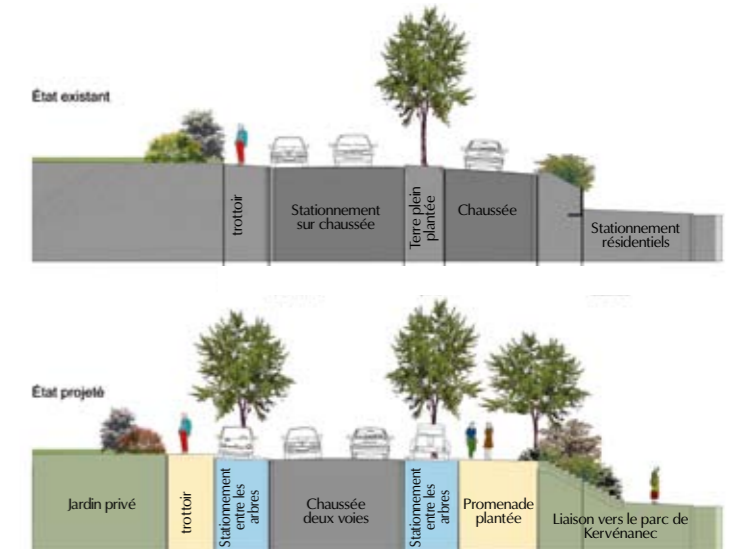 État existant
trottoir
Stationnement
sur chaussée
Terre plein
plantée
Chaussée
Stationnement
résidentiels
État projeté
Jardin privé
trottoir
Stationnement
entre les
arbres
Chaussée
deux voies
Stationnement
entre les
arbres
Promenade
plantée
Liaison vers le parc de
Kervénanec